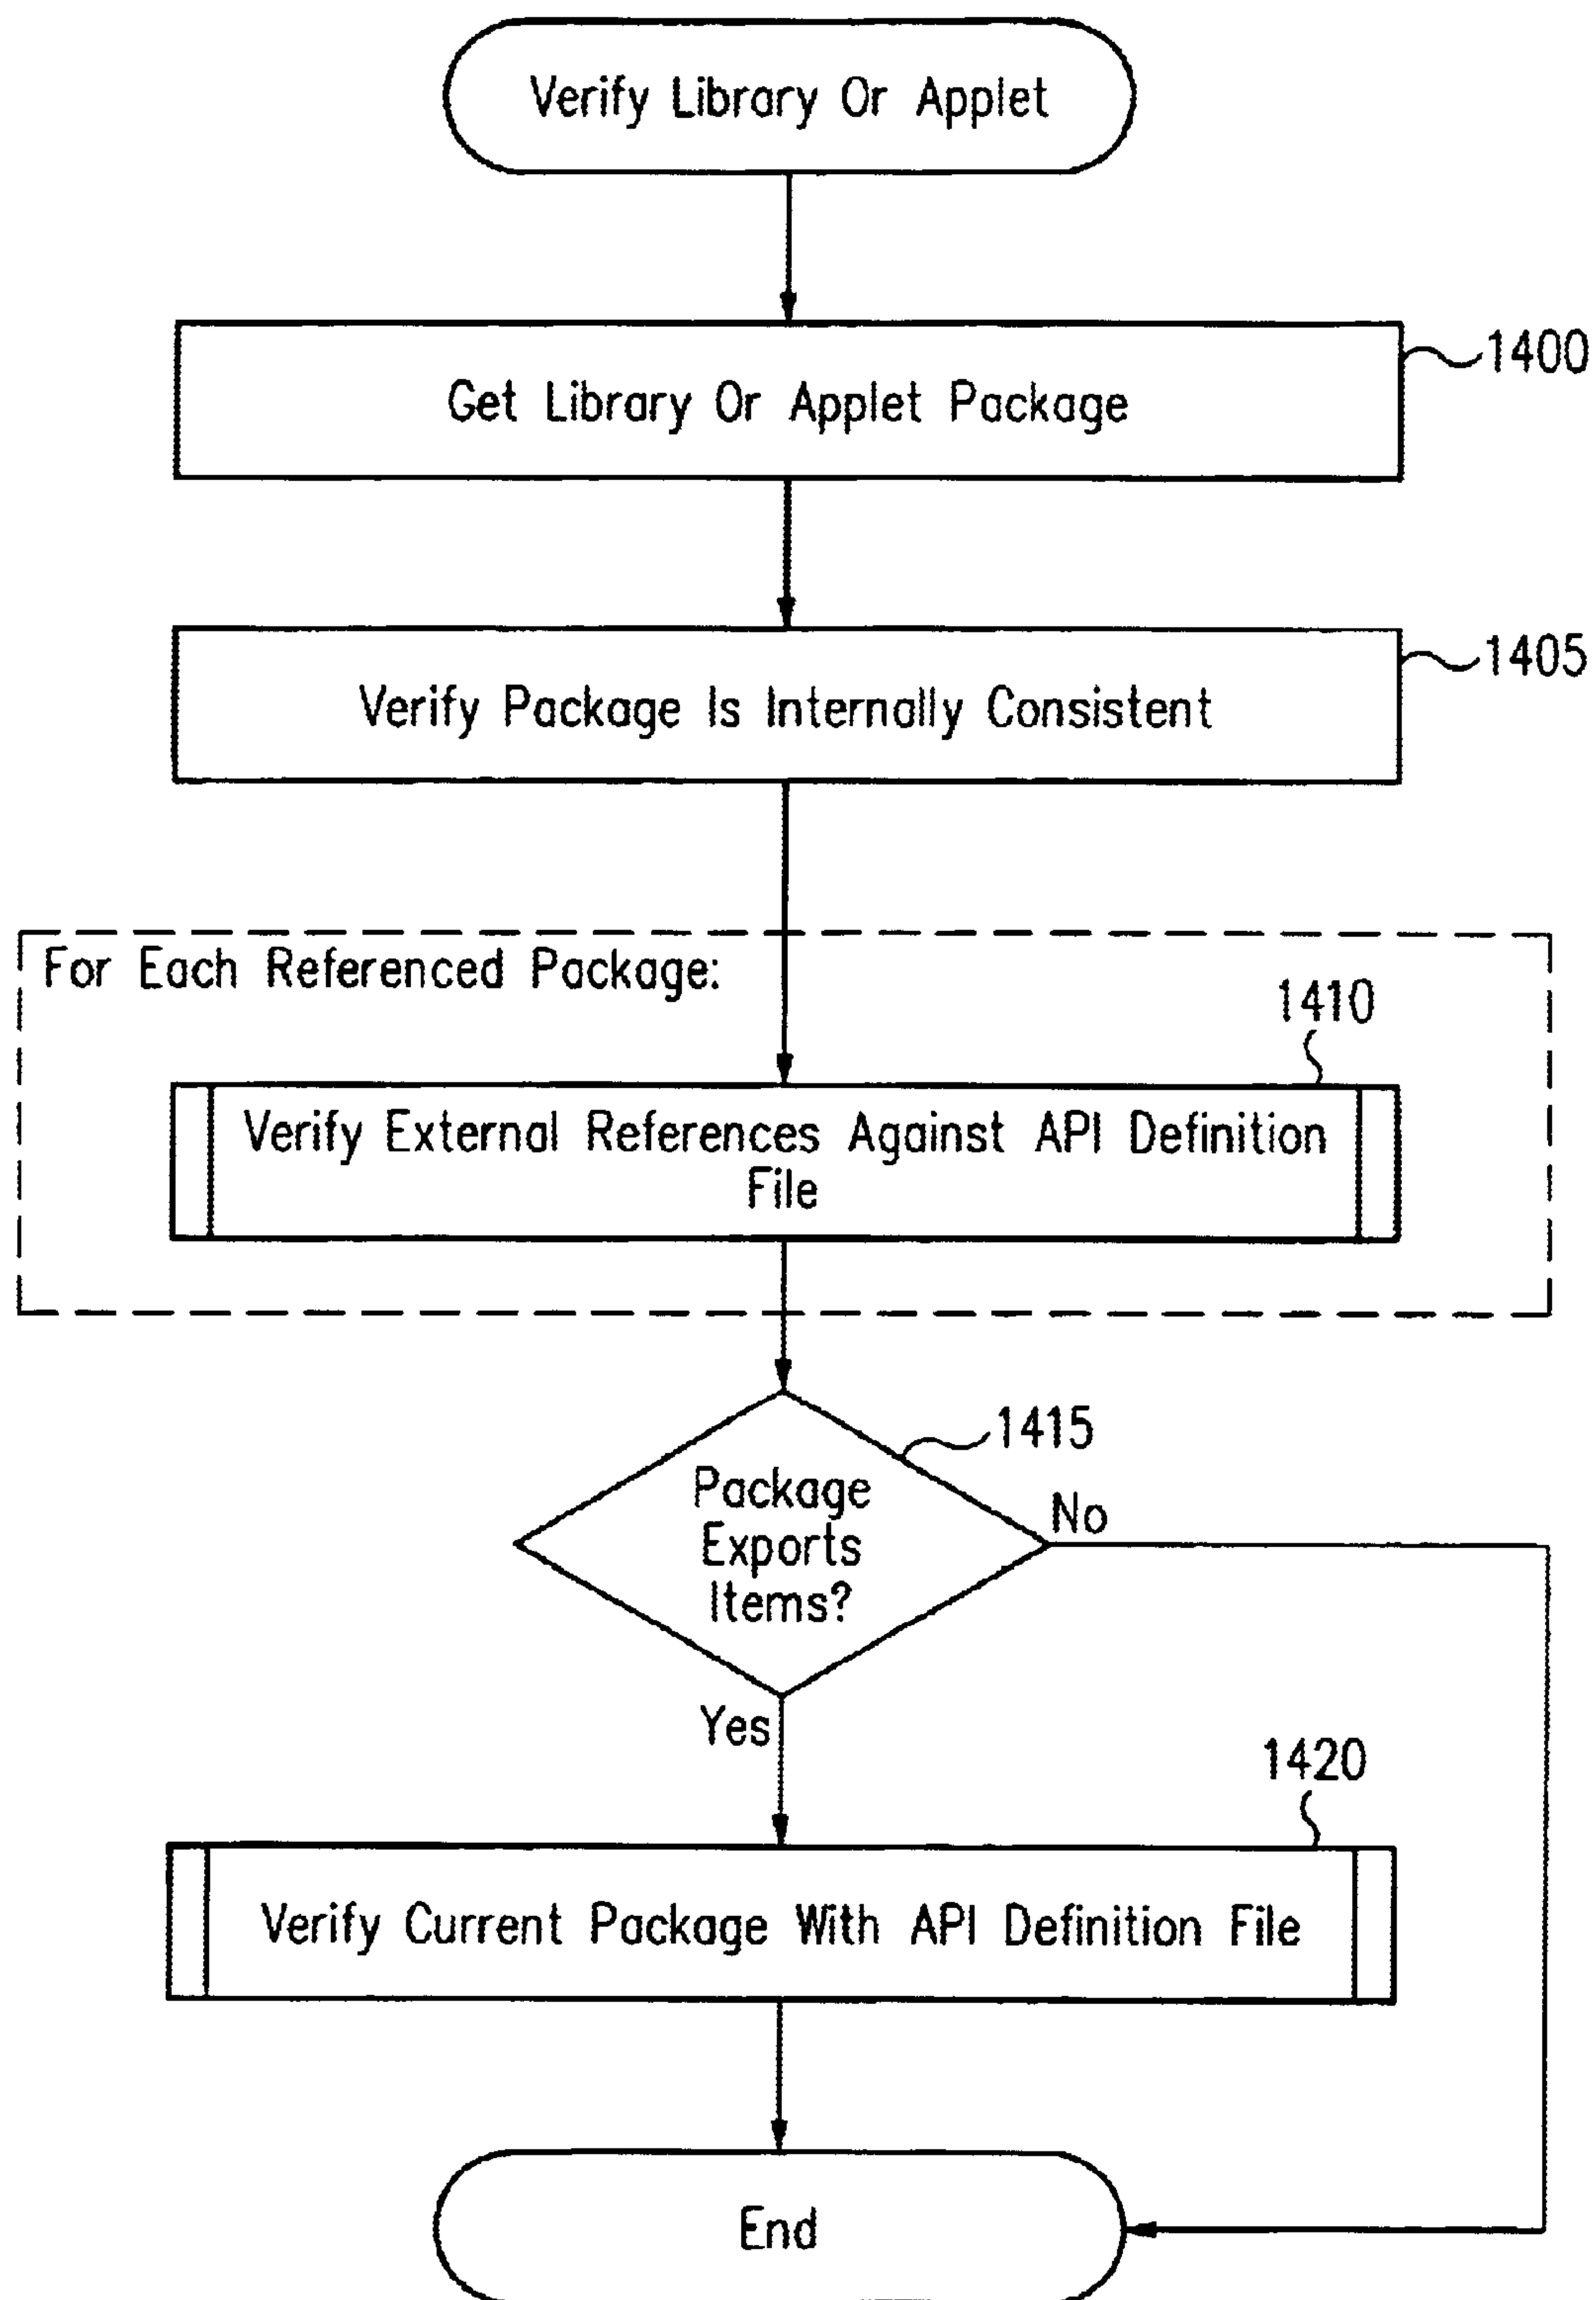 Verify Library Or Applet
1400
Get Library Or Applet Package
1405
Verify Package Is Internally Consistent
For Each Referenced Package:
1410
Verify External References Against API Definition
File
1415
Package
Exports
Items?
No
Yes
1420
Verify Current Package With API Definition File
End